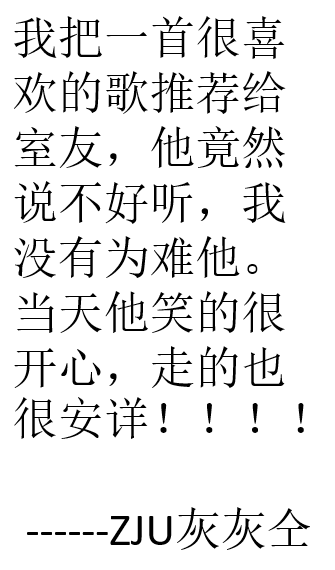 我把一首很喜
欢的歌推荐给
室友，他竟然
说不好听，我
没有为难他。
当天他笑的很
开心，走的也
很安详！！！！
------ZJU灰灰仝